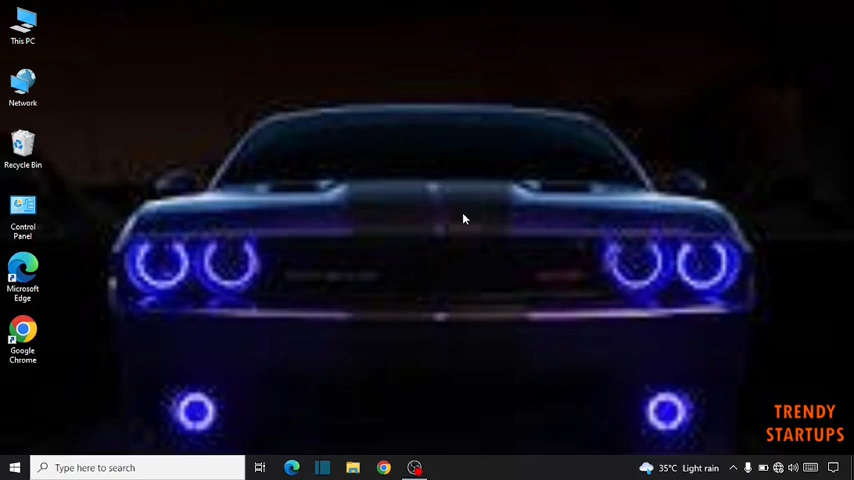 This PC
Network
Recycle Bin
Control
Panel
Microsoft
Edge
Google
Chrome
TRENDY
STARTUPS
Type here to search
35°C Light rain